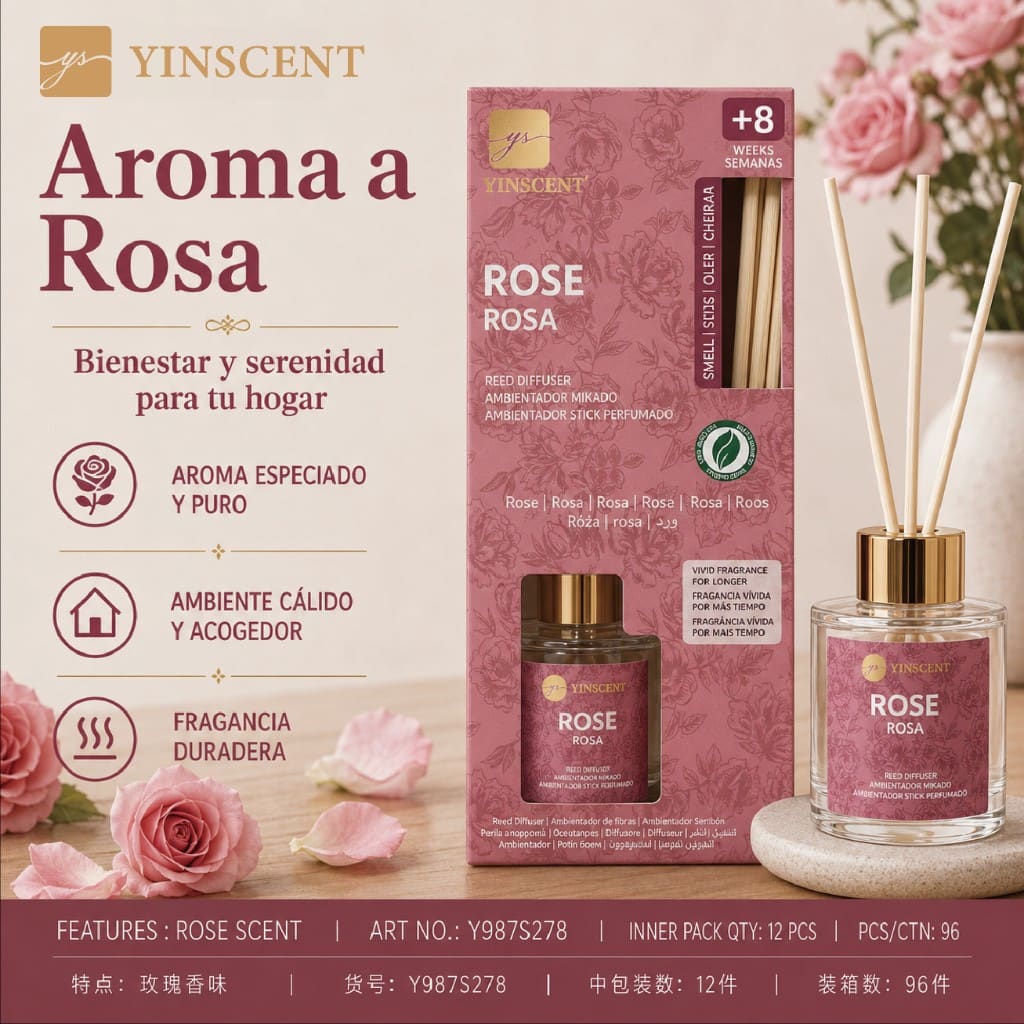 ys YINSCENT
Aroma a
Rosa
Bienestar y serenidad
para tu hogar
AROMA ESPECIADO
Y PURO
AMBIENTE CÁLIDO
Y ACOGEDOR
FRAGANCIA
DURADERA
ys
YINSCENT
+8
WEEKS
SEMANAS
SMELL | | OLER | CHEIRAA
ROSE
ROSA
REED DIFFUSER
AMBIENTADOR MIKADO
AMBIENTADOR STICK PERFUMADO
Rose | Rosa | Rosa | Rosa | Rosa | Roos
Róża | rosa | ورد
VIVID FRAGRANCE
FOR LONGER
FRAGANCIA VÍVIDA
POR MÁS TIEMPO
FRAGRÂNCIA VÍVIDA
POR MAIS TEMPO
ys YINSCENT
ROSE
ROSA
REED DIFFUSER
AMBIENTADOR MIKADO
AMBIENTADOR STICK PERFUMADO
Reed Diffuser | Ambientador de fibras | Ambientador
| Diffusore | Diffuseur |
Ambientador |
ys YINSCENT
ROSE
ROSA
REED DIFFUSER
AMBIENTADOR MIKADO
AMBIENTADOR STICK PERFUMADO
FEATURES : ROSE SCENT | ART NO.: Y987S278 | INNER PACK QTY: 12 PCS | PCS/CTN: 96
特点：玫瑰香味 | 货号：Y987S278 | 中包装数：12件 | 装箱数：96件